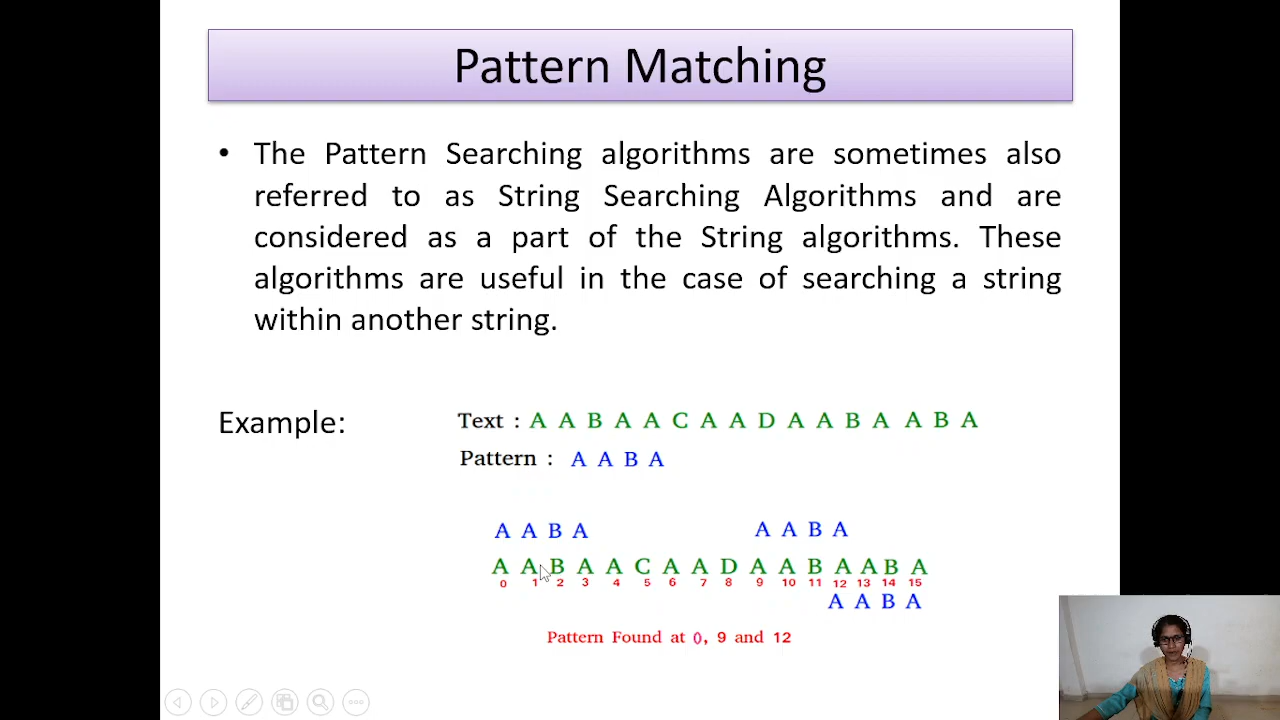 Pattern Matching
• The Pattern Searching algorithms are sometimes also
referred to as String Searching Algorithms and are
considered as a part of the String algorithms. These
algorithms are useful in the case of searching a string
within another string.
Example:
Text : A A B A A C A A D A A B A A B A
Pattern : A A B A
A A B A A A B A
A A B A A C A A D A A B A A B A
0 1 2 3 4 5 6 7 8 9 10 11 12 13 14 15
A A B A
Pattern Found at 0, 9 and 12